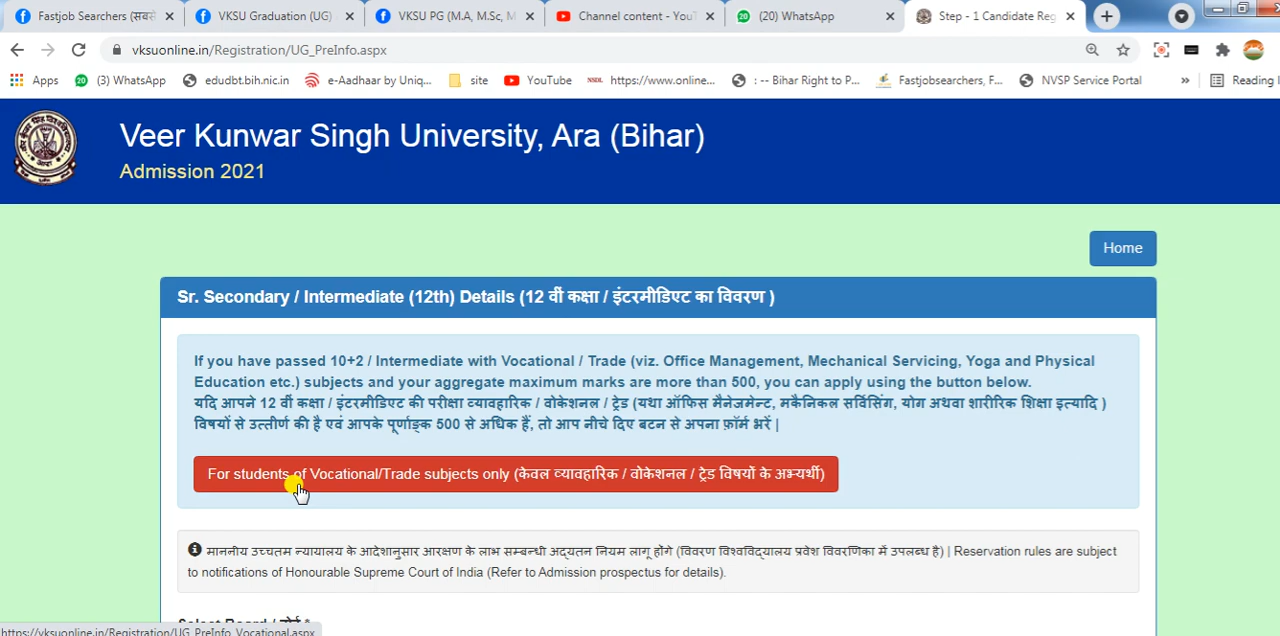 Fastjob Searchers (सबसे
VKSU Graduation (UG)
VKSU PG (M.A, M.Sc, M
Channel content - YouT
(20) WhatsApp
Step - 1 Candidate Reg
vksuonline.in/Registration/UG_PreInfo.aspx
Apps
(3) WhatsApp
edudbt.bih.nic.in
e-Aadhaar by Uniq...
site
YouTube
NSDL https://www.online...
: -- Bihar Right to P...
Fastjobsearchers, F...
NVSP Service Portal
»
Reading l
Veer Kunwar Singh University, Ara (Bihar)
Admission 2021
Home
Sr. Secondary / Intermediate (12th) Details (12 वीं कक्षा / इंटरमीडिएट का विवरण )
If you have passed 10+2 / Intermediate with Vocational / Trade (viz. Office Management, Mechanical Servicing, Yoga and Physical
Education etc.) subjects and your aggregate maximum marks are more than 500, you can apply using the button below.
यदि आपने 12 वीं कक्षा / इंटरमीडिएट की परीक्षा व्यावहारिक / वोकेशनल / ट्रेड (यथा ऑफिस मैनेजमेन्ट, मकैनिकल सर्विसिंग, योग अथवा शारीरिक शिक्षा इत्यादि )
विषयों से उत्तीर्ण की है एवं आपके पूर्णाङ्क 500 से अधिक हैं, तो आप नीचे दिए बटन से अपना फ़ॉर्म भरें |
For students of Vocational/Trade subjects only (केवल व्यावहारिक / वोकेशनल / ट्रेड विषयों के अभ्यर्थी)
माननीय उच्चतम न्यायालय के आदेशानुसार आरक्षण के लाभ सम्बन्धी अद्यतन नियम लागू होंगे (विवरण विश्वविद्यालय प्रवेश विवरणिका में उपलब्ध है) | Reservation rules are subject
to notifications of Honourable Supreme Court of India (Refer to Admission prospectus for details).
Select Board / बोर्ड *
https://vksuonline.in/Registration/UG_PreInfo_Vocational.aspx